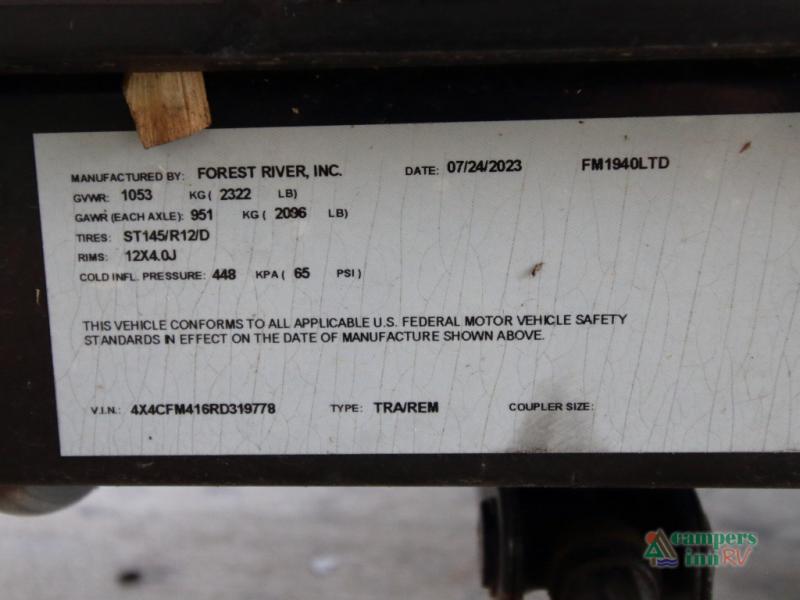 MANUFACTURED BY: FOREST RIVER, INC. DATE: 07/24/2023 FM1940LTD
GVWR: 1053 KG ( 2322 LB)
GAWR (EACH AXLE): 951 KG ( 2096 LB)
TIRES: ST145/R12/D
RIMS: 12X4.0J
COLD INFL. PRESSURE: 448 KPA ( 65 PSI )
THIS VEHICLE CONFORMS TO ALL APPLICABLE U.S. FEDERAL MOTOR VEHICLE SAFETY
STANDARDS IN EFFECT ON THE DATE OF MANUFACTURE SHOWN ABOVE.
V.I.N.: 4X4CFM416RD319778 TYPE: TRA/REM COUPLER SIZE:
campers
inn RV